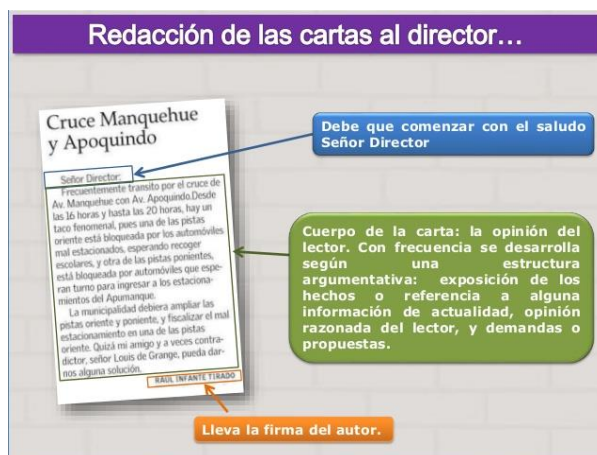 Redacción de las cartas al director...
Cruce Manquehue
y Apoquindo
Señor Director:
Frecuentemente transito por el cruce de
Av. Manquehue con Av. Apoquindo.Desde
las 16 horas y hasta las 20 horas, hay un
taco fenomenal, pues una de las pistas
oriente está bloqueada por los automóviles
mal estacionados, esperando recoger
escolares, y otra de las pistas ponientes,
está bloqueada por automóviles que espe-
ran turno para ingresar a los estaciona-
mientos del Apumanque.
La municipalidad debiera ampliar las
pistas oriente y poniente, y fiscalizar el mal
estacionamiento en una de las pistas
oriente. Quizá mi amigo y a veces contra-
dictor, señor Louis de Grange, pueda dar-
nos alguna solución.
RAÚL INFANTE TIRADO
Debe que comenzar con el saludo
Señor Director
Cuerpo de la carta: la opinión del
lector. Con frecuencia se desarrolla
según una estructura
argumentativa: exposición de los
hechos o referencia a alguna
información de actualidad, opinión
razonada del lector, y demandas o
propuestas.
Lleva la firma del autor.